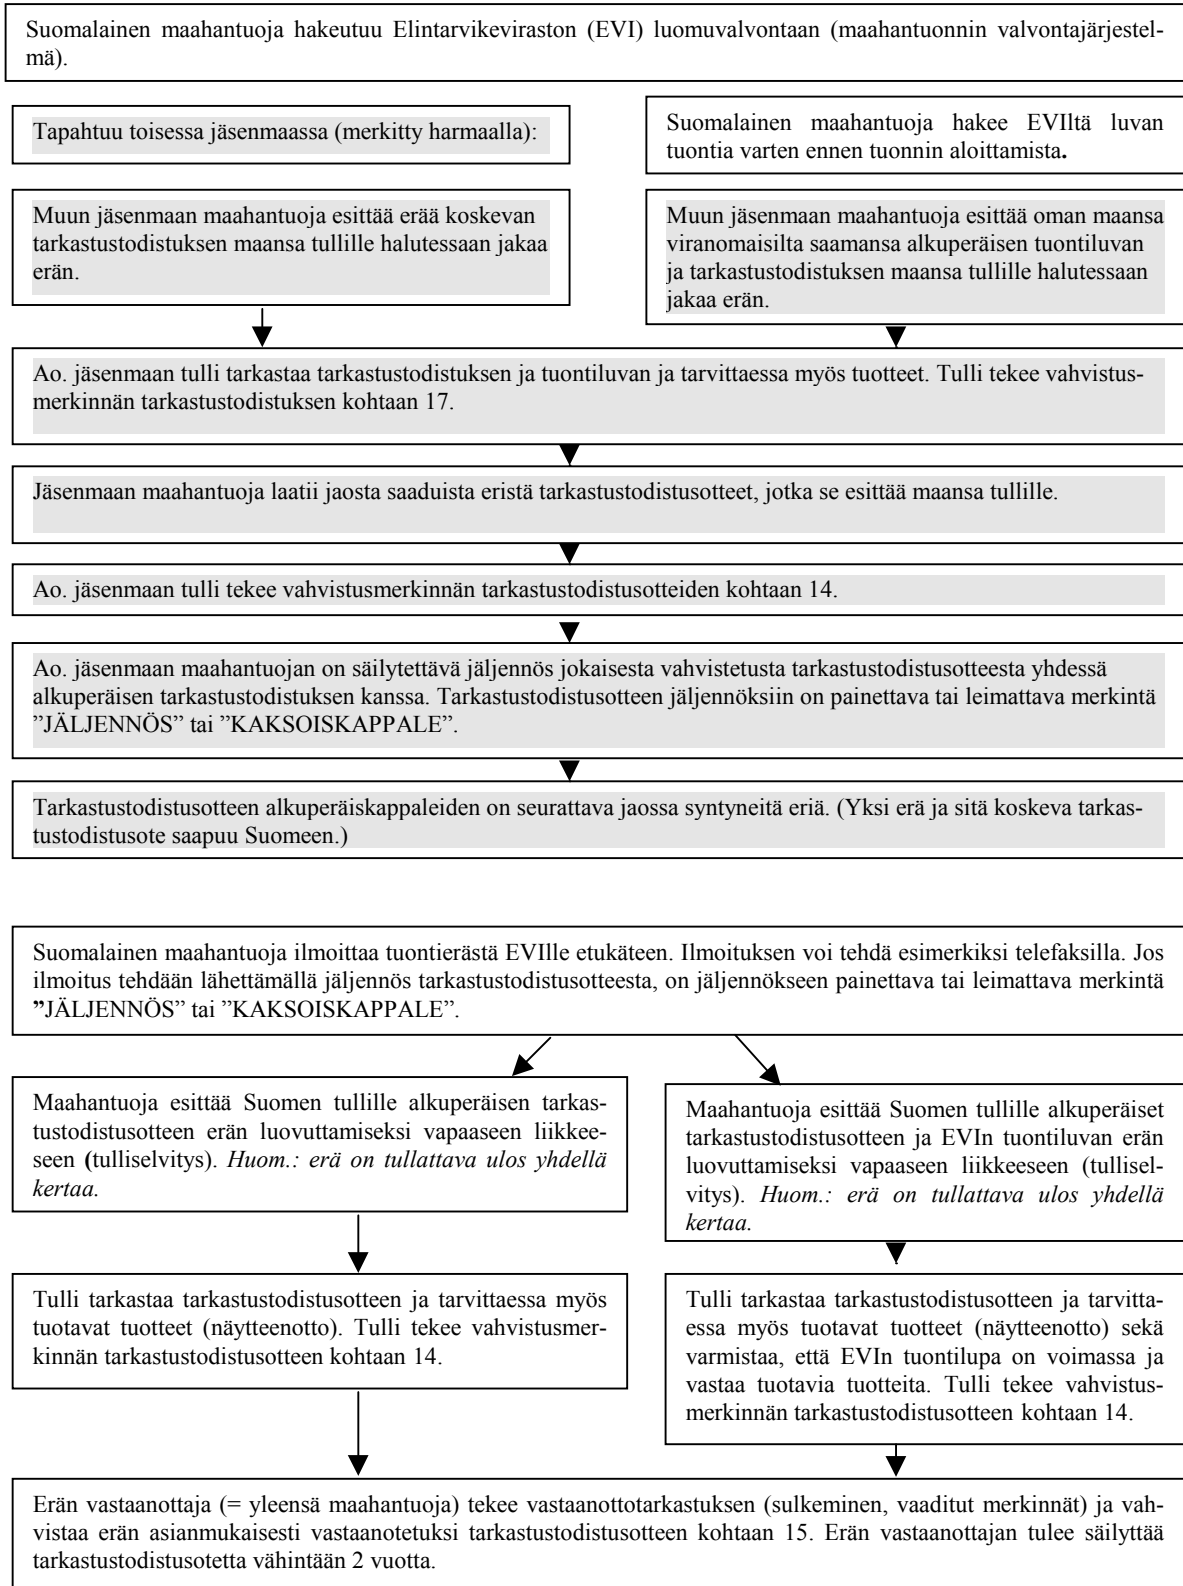 Suomalainen maahantuoja hakeutuu Elintarvikeviraston (EVI) luomuvalvontaan (maahantuonnin valvontajärjestel-
mä).
Tapahtuu toisessa jäsenmaassa (merkitty harmaalla):
Suomalainen maahantuoja hakee EVIltä luvan
tuontia varten ennen tuonnin aloittamista.
Muun jäsenmaan maahantuoja esittää erää koskevan
tarkastustodistuksen maansa tullille halutessaan jakaa
erän.
Muun jäsenmaan maahantuoja esittää oman maansa
viranomaisilta saamansa alkuperäisen tuontiluvan
ja tarkastustodistuksen maansa tullille halutessaan
jakaa erän.
Ao. jäsenmaan tulli tarkastaa tarkastustodistuksen ja tuontiluvan ja tarvittaessa myös tuotteet. Tulli tekee vahvistus-
merkinnän tarkastustodistuksen kohtaan 17.
Jäsenmaan maahantuoja laatii jaosta saaduista eristä tarkastustodistusotteet, jotka se esittää maansa tullille.
Ao. jäsenmaan tulli tekee vahvistusmerkinnän tarkastustodistusotteiden kohtaan 14.
Ao. jäsenmaan maahantuojan on säilytettävä jäljennös jokaisesta vahvistetusta tarkastustodistusotteesta yhdessä
alkuperäisen tarkastustodistuksen kanssa. Tarkastustodistusotteen jäljennöksiin on painettava tai leimattava merkintä
”JÄLJENNÖS” tai ”KAKSOISKAPPALE”.
Tarkastustodistusotteen alkuperäiskappaleiden on seurattava jaossa syntyneitä eriä. (Yksi erä ja sitä koskeva tarkas-
tustodistusote saapuu Suomeen.)
Suomalainen maahantuoja ilmoittaa tuontierästä EVIlle etukäteen. Ilmoituksen voi tehdä esimerkiksi telefaksilla. Jos
ilmoitus tehdään lähettämällä jäljennös tarkastustodistusotteesta, on jäljennökseen painettava tai leimattava merkintä
”JÄLJENNÖS” tai ”KAKSOISKAPPALE”.
Maahantuoja esittää Suomen tullille alkuperäisen tarkas-
tustodistusotteen erän luovuttamiseksi vapaaseen liikkee-
seen (tulliselvitys). Huom.: erä on tullattava ulos yhdellä
kertaa.
Maahantuoja esittää Suomen tullille alkuperäiset
tarkastustodistusotteen ja EVIn tuontiluvan erän
luovuttamiseksi vapaaseen liikkeeseen (tullisel-
vitys). Huom.: erä on tullattava ulos yhdellä
kertaa.
Tulli tarkastaa tarkastustodistusotteen ja tarvittaessa myös
tuotavat tuotteet (näytteenotto). Tulli tekee vahvistusmer-
kinnän tarkastustodistusotteen kohtaan 14.
Tulli tarkastaa tarkastustodistusotteen ja tarvitta-
essa myös tuotavat tuotteet (näytteenotto) sekä
varmistaa, että EVIn tuontilupa on voimassa ja
vastaa tuotavia tuotteita. Tulli tekee vahvistus-
merkinnän tarkastustodistusotteen kohtaan 14.
Erän vastaanottaja (= yleensä maahantuoja) tekee vastaanottotarkastuksen (sulkeminen, vaaditut merkinnät) ja vah-
vistaa erän asianmukaisesti vastaanotetuksi tarkastustodistusotteen kohtaan 15. Erän vastaanottajan tulee säilyttää
tarkastustodistusotetta vähintään 2 vuotta.